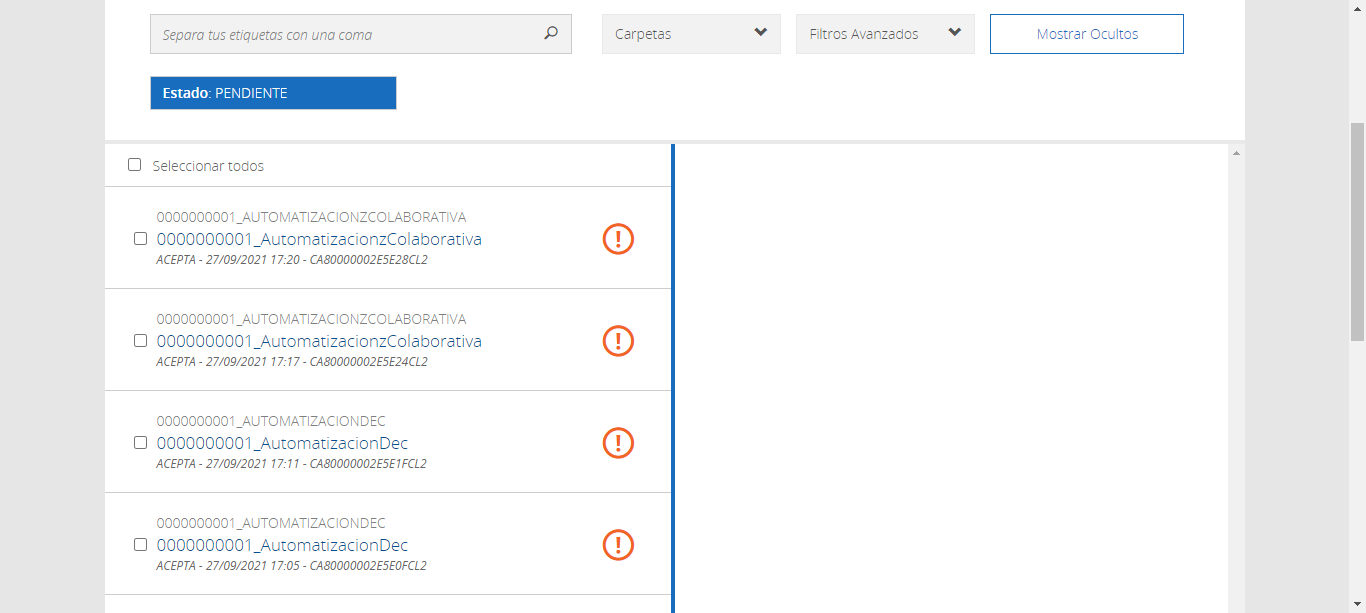 Separa tus etiquetas con una coma
Carpetas
Filtros Avanzados
Mostrar Ocultos
Estado: PENDIENTE
Seleccionar todos
0000000001_AUTOMATIZACIONZCOLABORATIVA
0000000001_AutomatizacionzColaborativa
ACEPTA - 27/09/2021 17:20 - CA80000002E5E28CL2
0000000001_AUTOMATIZACIONZCOLABORATIVA
0000000001_AutomatizacionzColaborativa
ACEPTA - 27/09/2021 17:17 - CA80000002E5E24CL2
0000000001_AUTOMATIZACIONDEC
0000000001_AutomatizacionDec
ACEPTA - 27/09/2021 17:11 - CA80000002E5E1FCL2
0000000001_AUTOMATIZACIONDEC
0000000001_AutomatizacionDec
ACEPTA - 27/09/2021 17:05 - CA80000002E5E0FCL2